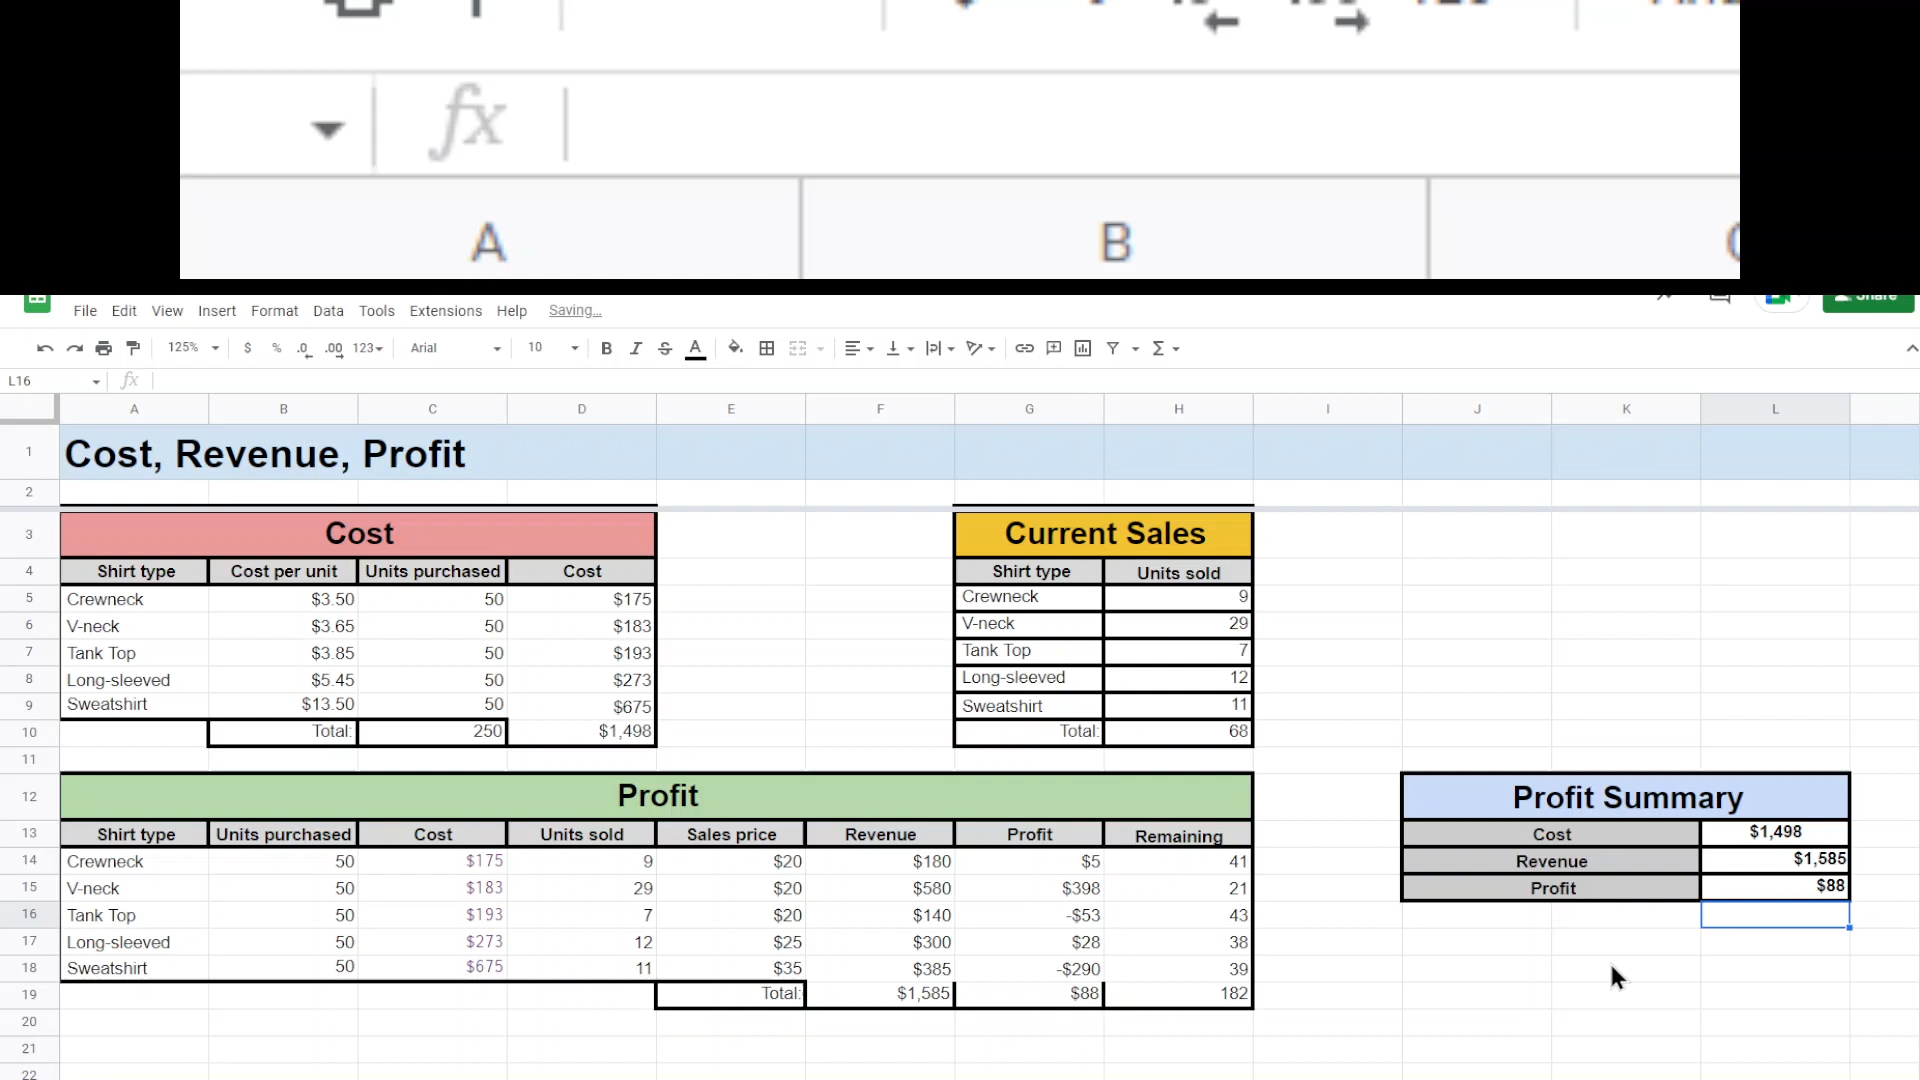 fx
A B
File Edit View Insert Format Data Tools Extensions Help Saving... Share
125% $ % .0 .00 123 Arial 10 B I S A
L16 fx
A B C D E F G H I J K L
1 Cost, Revenue, Profit
2
3 Cost Current Sales
4 Shirt type Cost per unit Units purchased Cost Shirt type Units sold
5 Crewneck $3.50 50 $175 Crewneck 9
6 V-neck $3.65 50 $183 V-neck 29
7 Tank Top $3.85 50 $193 Tank Top 7
8 Long-sleeved $5.45 50 $273 Long-sleeved 12
9 Sweatshirt $13.50 50 $675 Sweatshirt 11
10 Total: 250 $1,498 Total: 68
11
12 Profit Profit Summary
13 Shirt type Units purchased Cost Units sold Sales price Revenue Profit Remaining Cost $1,498
14 Crewneck 50 $175 9 $20 $180 $5 41 Revenue $1,585
15 V-neck 50 $183 29 $20 $580 $398 21 Profit $88
16 Tank Top 50 $193 7 $20 $140 -$53 43
17 Long-sleeved 50 $273 12 $25 $300 $28 38
18 Sweatshirt 50 $675 11 $35 $385 -$290 39
19 Total: $1,585 $88 182
20
21
22